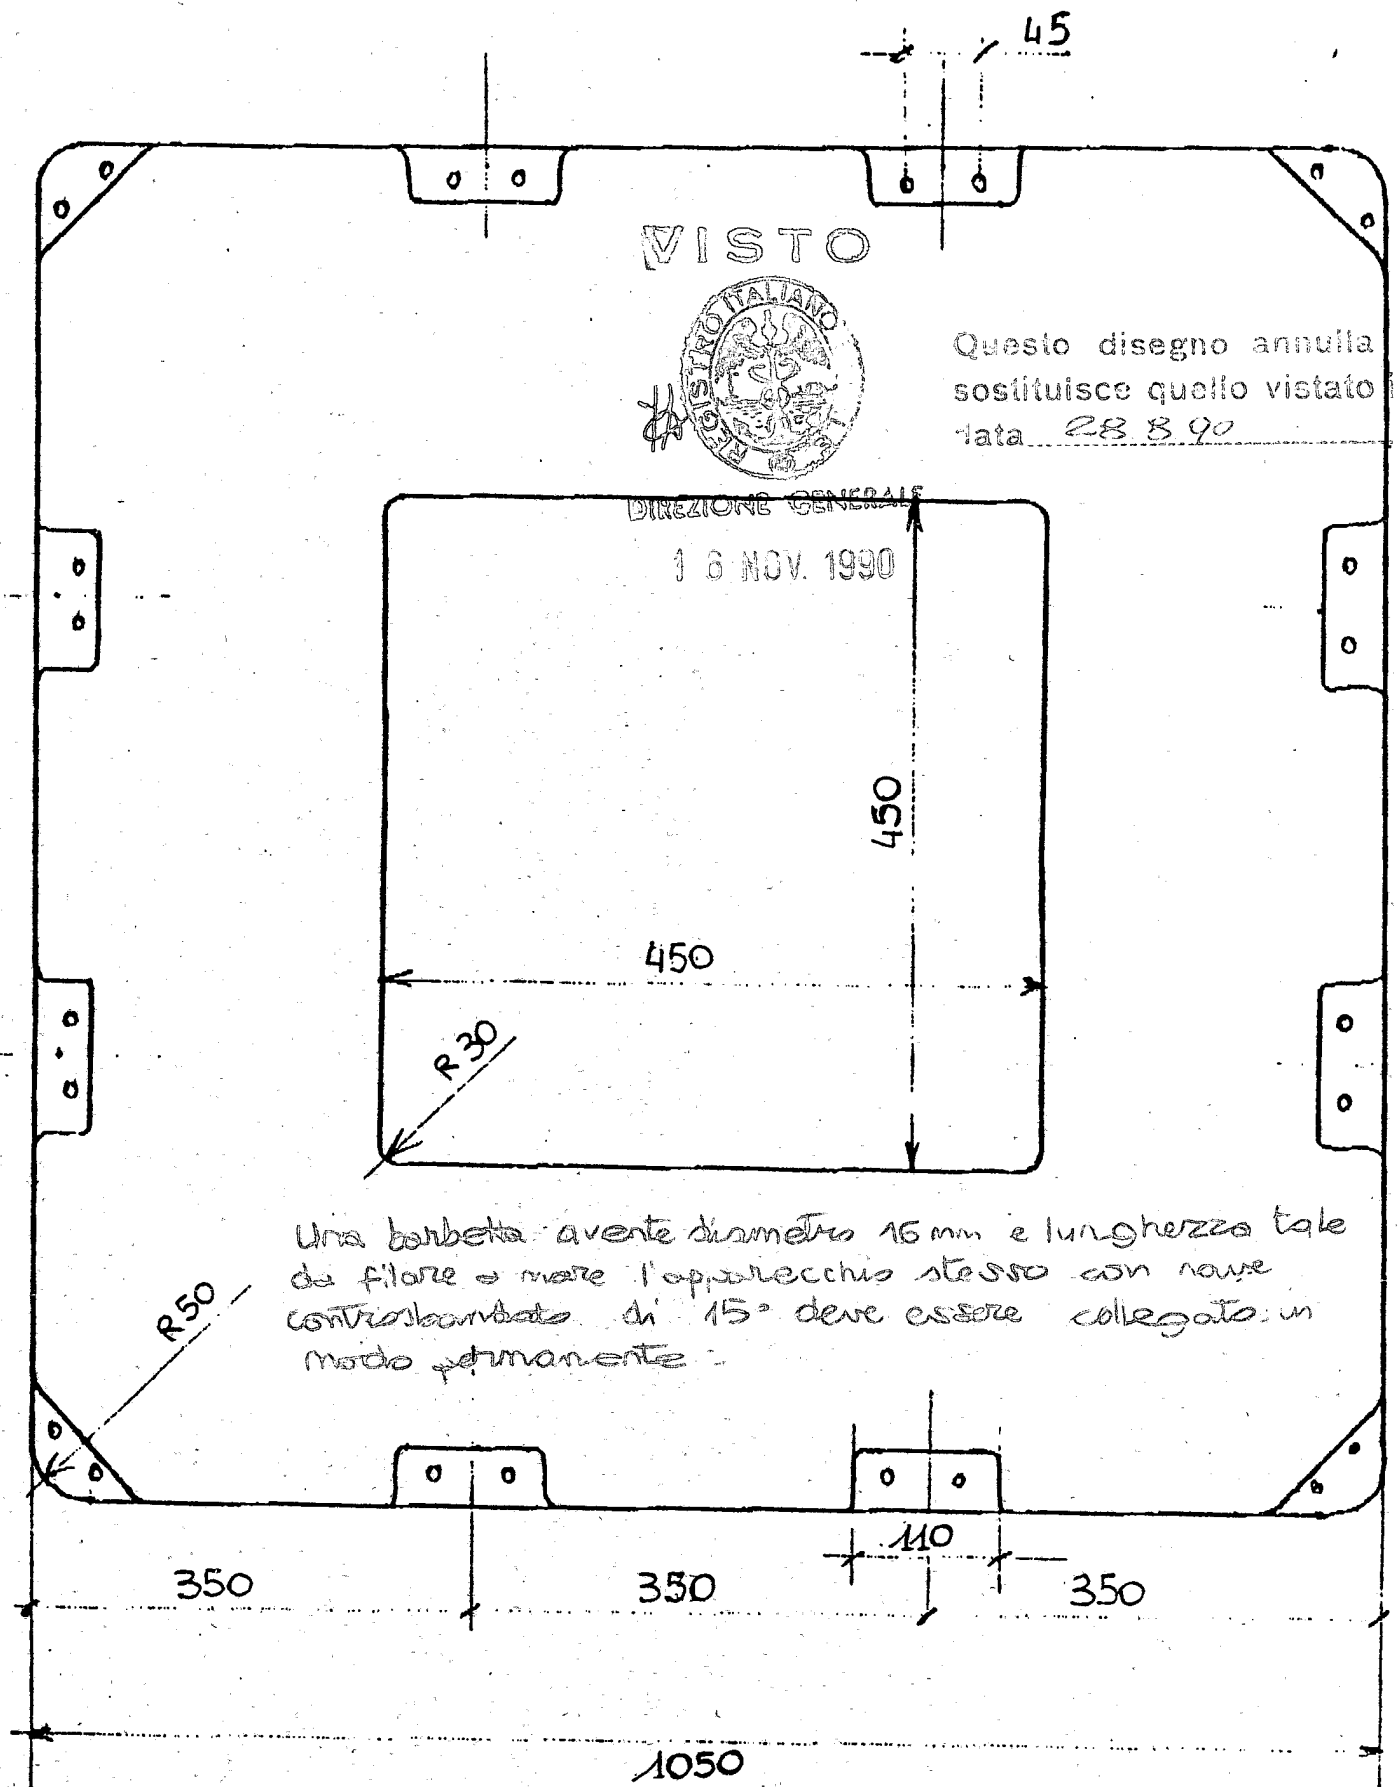 45
VISTO
REGISTRO ITALIANO
Questo disegno annulla
sostituisce quello vistato
data 28 8 90
DIREZIONE GENERALE
16 NOV. 1990
450
450
R 30
Una barbetta avente diametro 16 mm e lunghezza tale
da filare a mare l'apparecchio stesso con nave
controsbandata di 15° deve essere collegato in
modo permanente
R50
110
350
350
350
1050